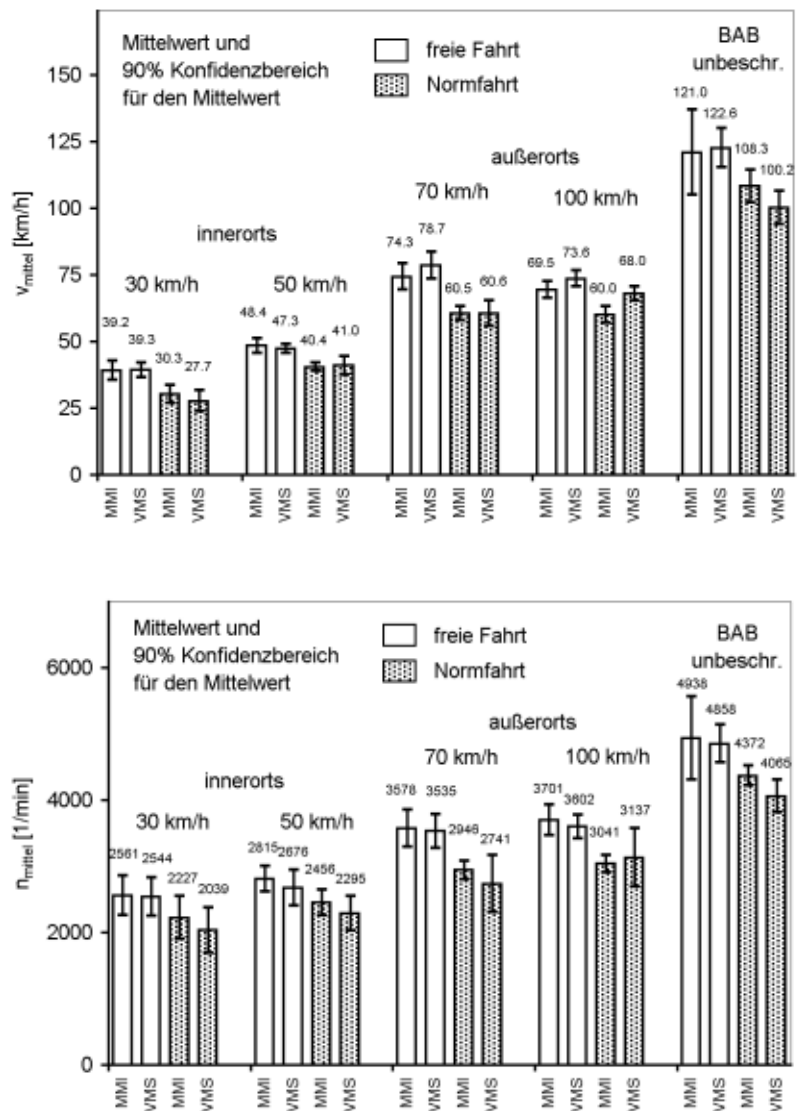 Mittelwert und
90% Konfidenzbereich
für den Mittelwert
freie Fahrt
Normfahrt
BAB
unbeschr.
außerorts
innerorts
30 km/h
50 km/h
70 km/h
100 km/h
v_mittel [km/h]
150
125
100
75
50
25
0
39.2 39.3 30.3 27.7
48.4 47.3 40.4 41.0
74.3 78.7 60.5 60.6
69.5 73.6 60.0 68.0
121.0 122.6 108.3 100.2
MMI VMS MMI VMS MMI VMS MMI VMS MMI VMS MMI VMS MMI VMS MMI VMS MMI VMS MMI VMS
Mittelwert und
90% Konfidenzbereich
für den Mittelwert
freie Fahrt
Normfahrt
BAB
unbeschr.
außerorts
innerorts
30 km/h
50 km/h
70 km/h
100 km/h
n_mittel [1/min]
6000
4000
2000
0
2561 2544 2227 2039
2815 2676 2456 2295
3578 3535 2946 2741
3701 3602 3041 3137
4938 4858 4372 4065
MMI VMS MMI VMS MMI VMS MMI VMS MMI VMS MMI VMS MMI VMS MMI VMS MMI VMS MMI VMS